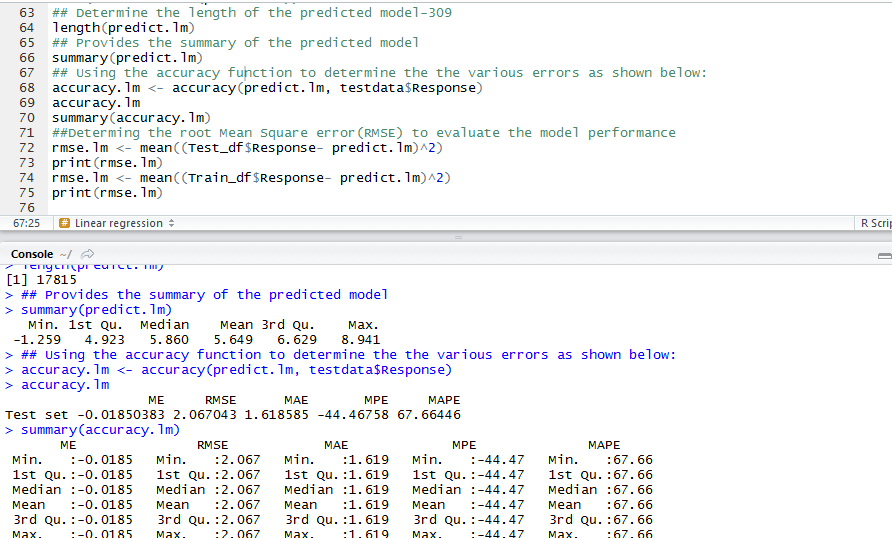 63 ## Determine the length of the predicted model-309
64 length(predict.lm)
65 ## Provides the summary of the predicted model
66 summary(predict.lm)
67 ## Using the accuracy function to determine the the various errors as shown below:
68 accuracy.lm <- accuracy(predict.lm, testdata$Response)
69 accuracy.lm
70 summary(accuracy.lm)
71 ##Determing the root Mean Square error(RMSE) to evaluate the model performance
72 rmse.lm <- mean((Test_df$Response- predict.lm)^2)
73 print(rmse.lm)
74 rmse.lm <- mean((Train_df$Response- predict.lm)^2)
75 print(rmse.lm)
76
67:25 # Linear regression R Scrip
Console ~/
> length(predict.lm)
[1] 17815
> ## Provides the summary of the predicted model
> summary(predict.lm)
Min. 1st Qu. Median Mean 3rd Qu. Max.
-1.259 4.923 5.860 5.649 6.629 8.941
> ## Using the accuracy function to determine the the various errors as shown below:
> accuracy.lm <- accuracy(predict.lm, testdata$Response)
> accuracy.lm
ME RMSE MAE MPE MAPE
Test set -0.01850383 2.067043 1.618585 -44.46758 67.66446
> summary(accuracy.lm)
ME RMSE MAE MPE MAPE
Min. :-0.0185 Min. :2.067 Min. :1.619 Min. :-44.47 Min. :67.66
1st Qu.:-0.0185 1st Qu.:2.067 1st Qu.:1.619 1st Qu.:-44.47 1st Qu.:67.66
Median :-0.0185 Median :2.067 Median :1.619 Median :-44.47 Median :67.66
Mean :-0.0185 Mean :2.067 Mean :1.619 Mean :-44.47 Mean :67.66
3rd Qu.:-0.0185 3rd Qu.:2.067 3rd Qu.:1.619 3rd Qu.:-44.47 3rd Qu.:67.66
Max. :-0.0185 Max. :2.067 Max. :1.619 Max. :-44.47 Max. :67.66